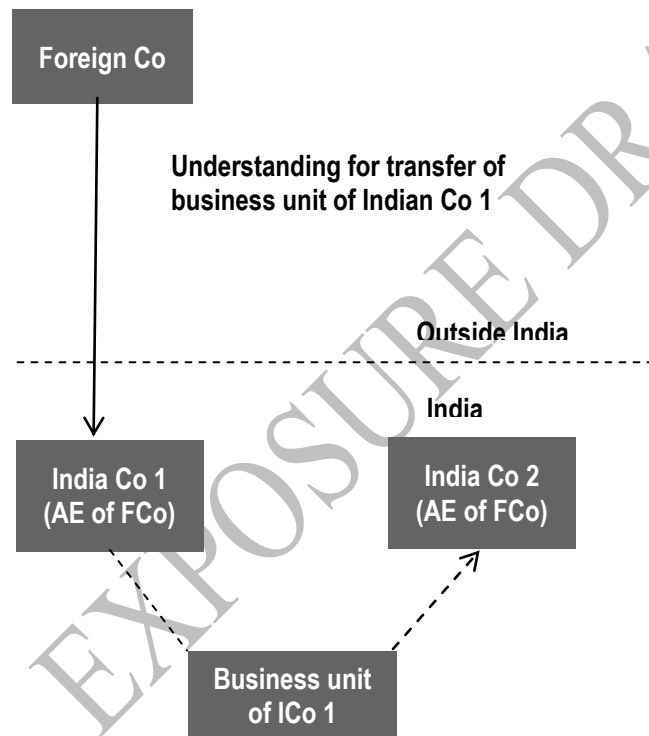 Foreign Co
Understanding for transfer of
business unit of Indian Co 1
Outside India
India
India Co 1
(AE of FCo)
India Co 2
(AE of FCo)
Business unit
of ICo 1
EXPOSURE DR